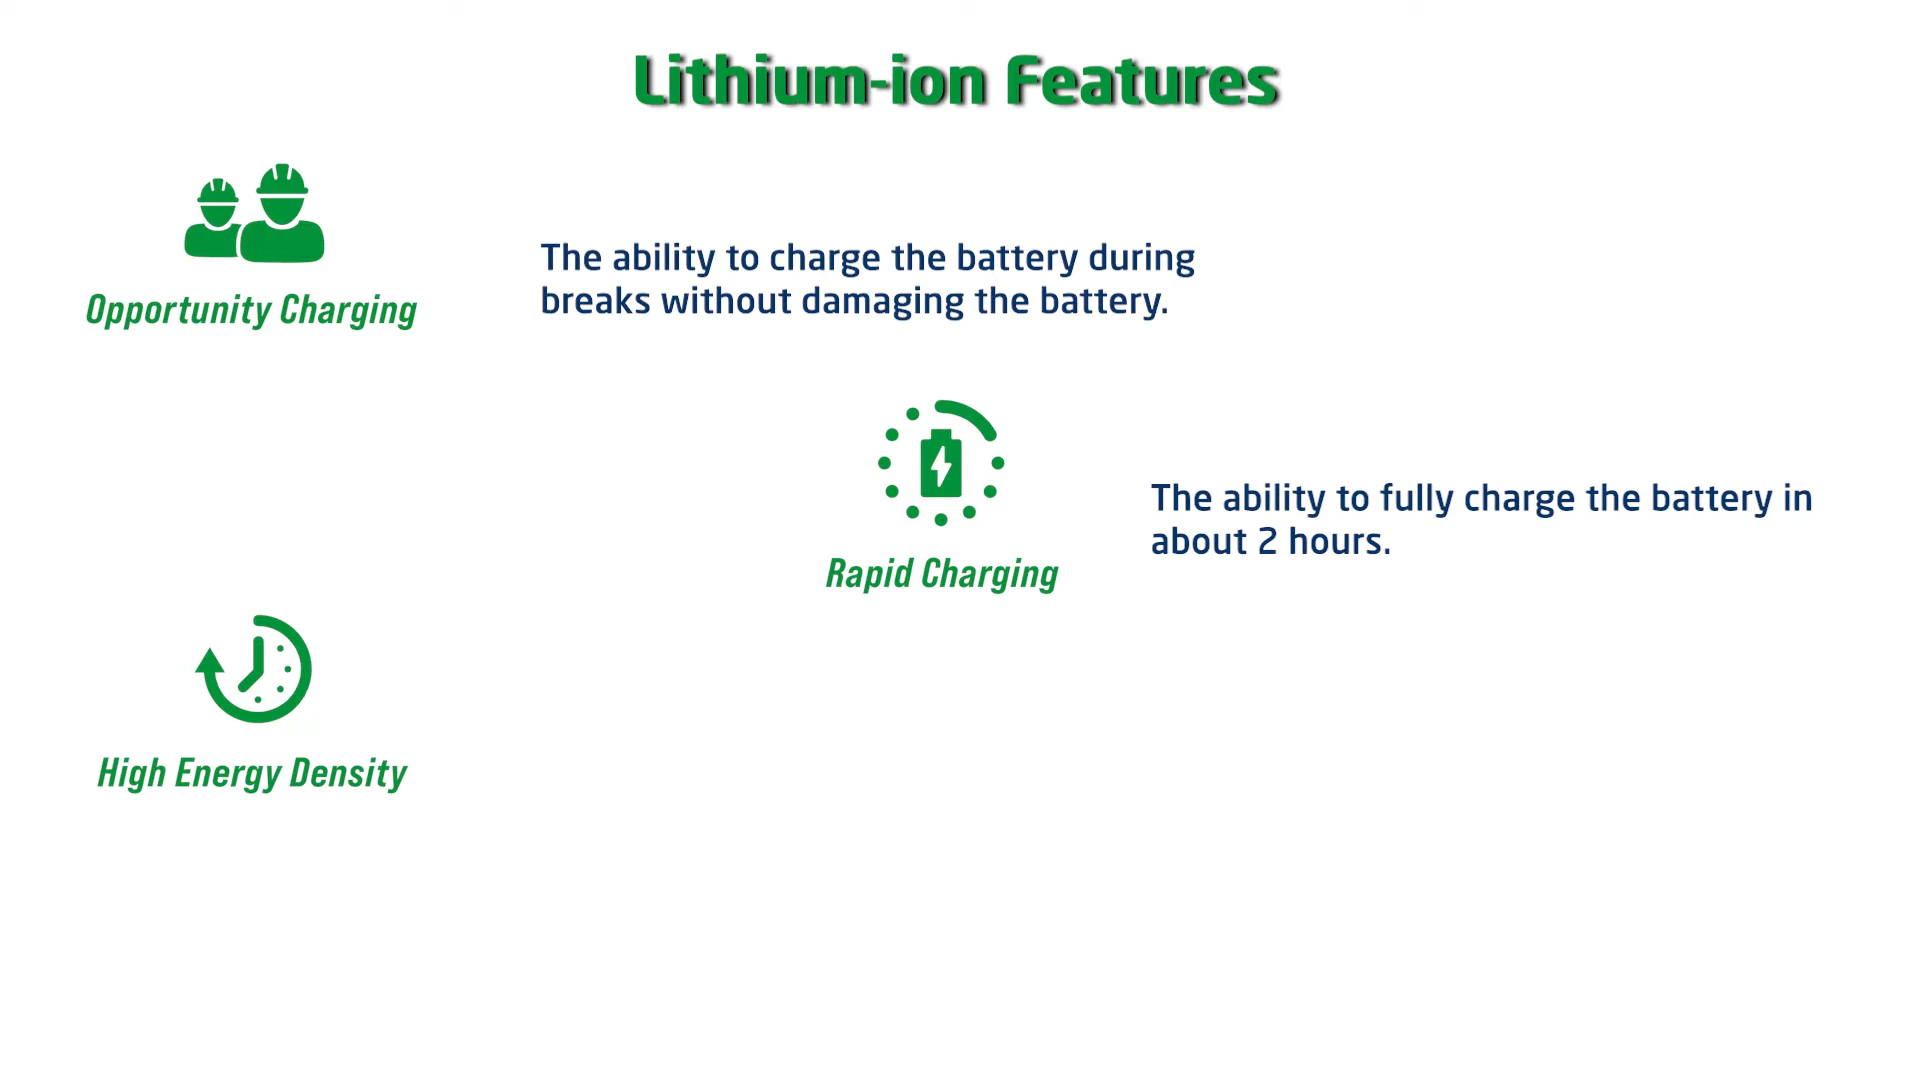 Lithium-ion Features
Opportunity Charging
The ability to charge the battery during
breaks without damaging the battery.
Rapid Charging
The ability to fully charge the battery in
about 2 hours.
High Energy Density